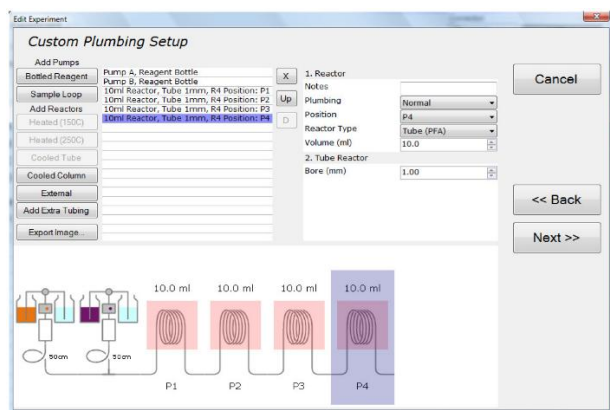 Edit Experiment
Custom Plumbing Setup
Add Pumps
Bottled Reagent
Sample Loop
Add Reactors
Heated (150C)
Heated (250C)
Cooled Tube
Cooled Column
External
Add Extra Tubing
Export Image...
Pump A, Reagent Bottle
Pump B, Reagent Bottle
10ml Reactor, Tube 1mm, R4 Position: P1
10ml Reactor, Tube 1mm, R4 Position: P2
10ml Reactor, Tube 1mm, R4 Position: P3
10ml Reactor, Tube 1mm, R4 Position: P4
X
Up
D
1. Reactor
Notes
Plumbing Normal
Position P4
Reactor Type Tube (PFA)
Volume (ml) 10.0
2. Tube Reactor
Bore (mm) 1.00
Cancel
<< Back
Next >>
10.0 ml 10.0 ml 10.0 ml 10.0 ml
50cm 50cm
P1 P2 P3 P4